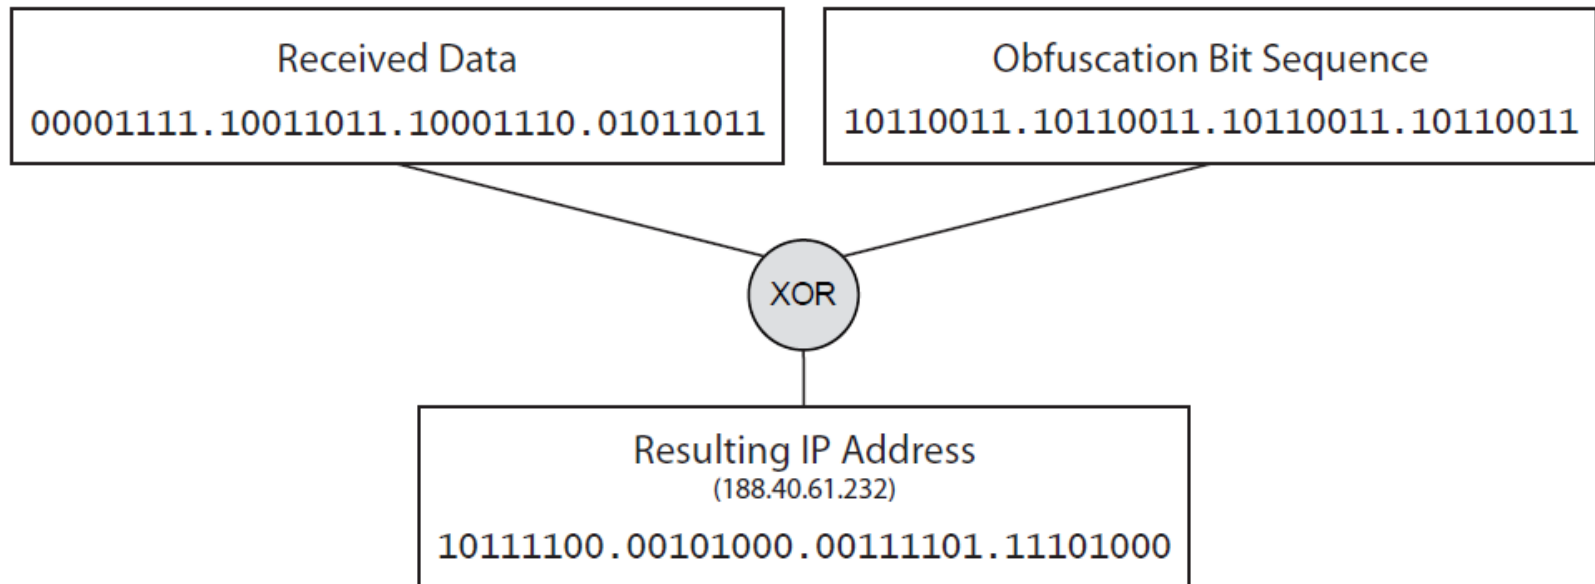 Received Data
00001111.10011011.10001110.01011011
Obfuscation Bit Sequence
10110011.10110011.10110011.10110011
XOR
Resulting IP Address
(188.40.61.232)
10111100.00101000.00111101.11101000